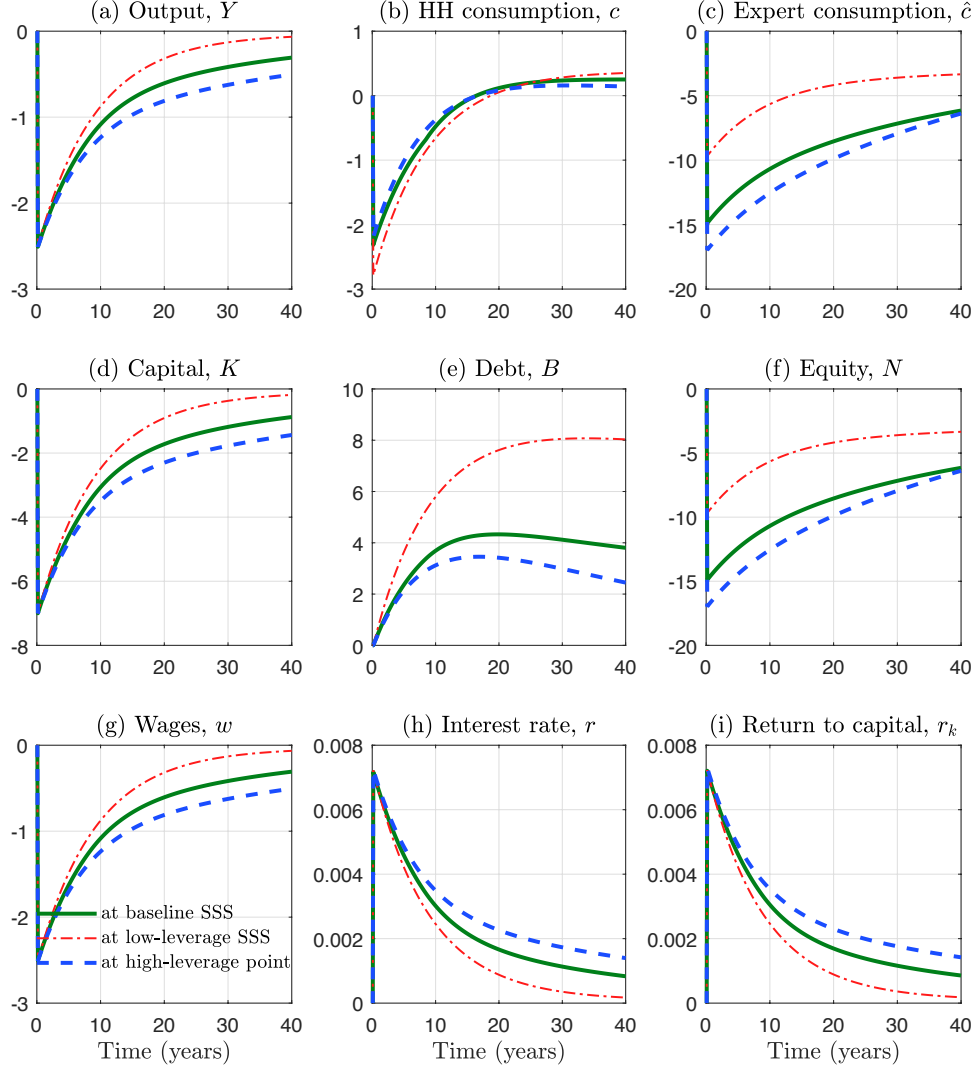 (a) Output, Y
(b) HH consumption, c
(c) Expert consumption, ĉ
0
-1
-2
-3
0 10 20 30 40
1
0
-1
-2
-3
0 10 20 30 40
0
-5
-10
-15
-20
0 10 20 30 40
(d) Capital, K
(e) Debt, B
(f) Equity, N
0
-2
-4
-6
-8
0 10 20 30 40
10
8
6
4
2
0
0 10 20 30 40
0
-5
-10
-15
-20
0 10 20 30 40
(g) Wages, w
(h) Interest rate, r
(i) Return to capital, r_k
0
-1
-2
-3
at baseline SSS
at low-leverage SSS
at high-leverage point
0 10 20 30 40
Time (years)
0.008
0.006
0.004
0.002
0
0 10 20 30 40
Time (years)
0.008
0.006
0.004
0.002
0
0 10 20 30 40
Time (years)